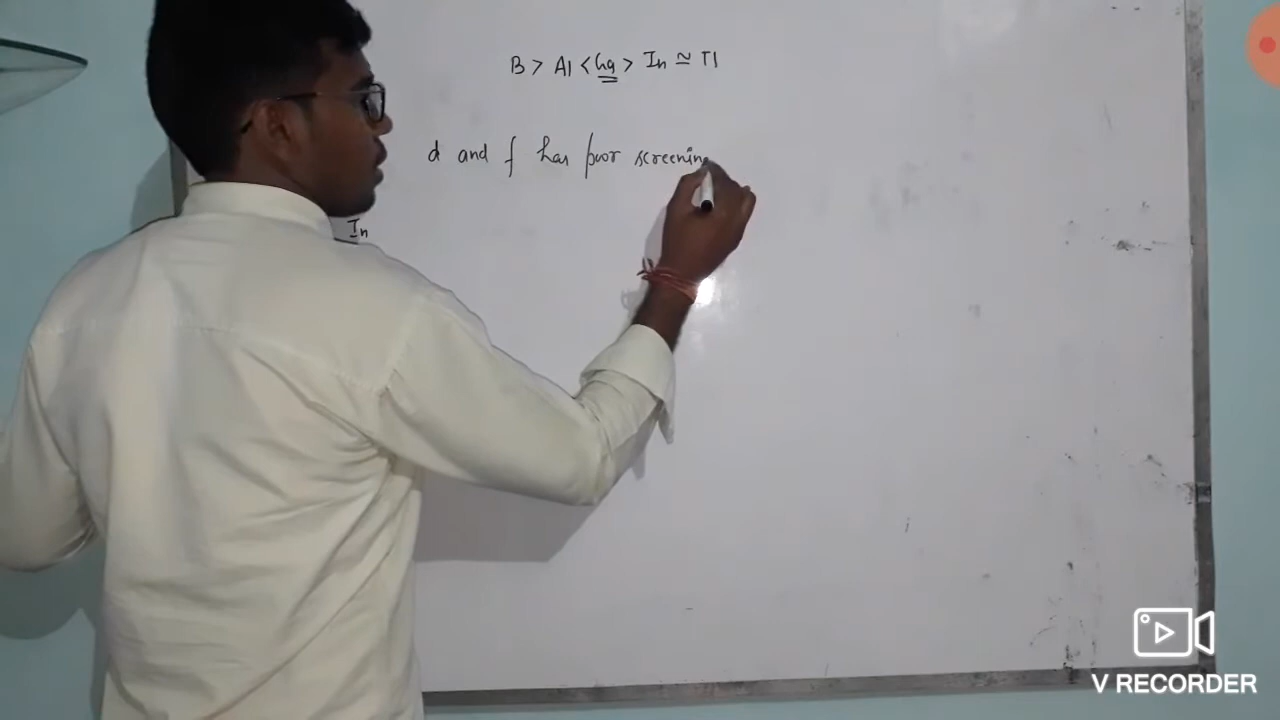 B > Al < Ga > In ≃ Tl
d and f has poor screening
In
V RECORDER